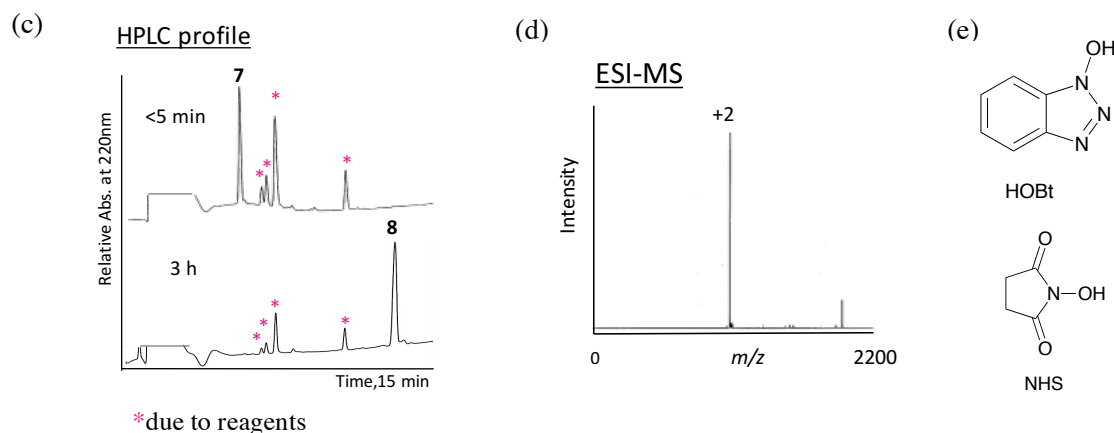 (c)
HPLC profile
Relative Abs. at 220nm
<5 min
7
*
*
*
*
3 h
8
*
*
*
*
Time,15 min
*due to reagents
(d)
ESI-MS
+2
Intensity
0
m/z
2200
(e)
OH
N
N
N
HOBt
O
N
OH
O
NHS